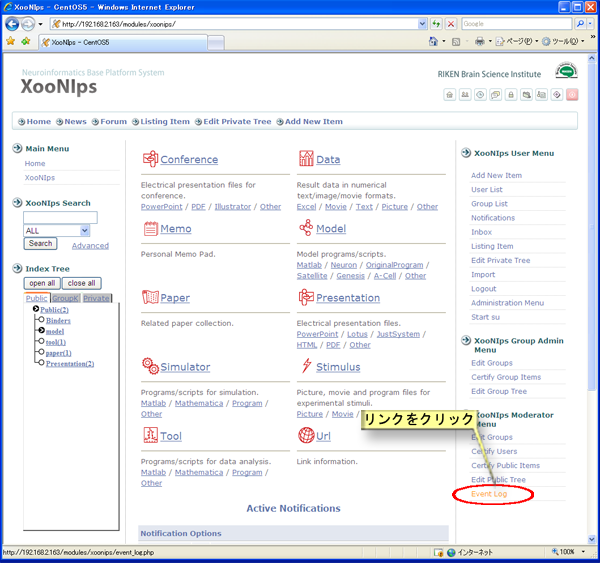 XooNIps - CentOS5 - Windows Internet Explorer
http://192.168.2.163/modules/xoonips/
Google
XooNIps - CentOS5
ページ(P)
ツール(O)
Neuroinformatics Base Platform System
XooNIps
RIKEN Brain Science Institute
Home News Forum Listing Item Edit Private Tree Add New Item
Main Menu
Home
XooNIps
XooNIps Search
ALL
Search Advanced
Index Tree
open all close all
Public GroupK Private
Public(2)
Binders
model
tool(1)
paper(1)
Presentation(2)
Conference
Electrical presentation files for
conference.
PowerPoint / PDF / Illustrator / Other
Data
Result data in numerical
text/image/movie formats.
Excel / Movie / Text / Picture / Other
Memo
Personal Memo Pad.
Model
Model programs/scripts.
Matlab / Neuron / OriginalProgram /
Satellite / Genesis / A-Cell / Other
Paper
Related paper collection.
Presentation
Electrical presentation files.
PowerPoint / Lotus / JustSystem /
HTML / PDF / Other
Simulator
Programs/scripts for simulation.
Matlab / Mathematica / Program /
Other
Stimulus
Picture, movie and program files for
experimental stimuli.
Picture / Movie /
Tool
Programs/scripts for data analysis.
Matlab / Mathematica / Program /
Other
Url
Link information.
Active Notifications
Notification Options
XooNIps User Menu
Add New Item
User List
Group List
Notifications
Inbox
Listing Item
Edit Private Tree
Import
Logout
Administration Menu
Start su
XooNIps Group Admin
Menu
Edit Groups
Certify Group Items
Edit Group Tree
リンクをクリック
XooNIps Moderator
Menu
Edit Groups
Certify Users
Certify Public Items
Edit Public Tree
Event Log
http://192.168.2.163/modules/xoonips/event_log.php
インターネット
100%